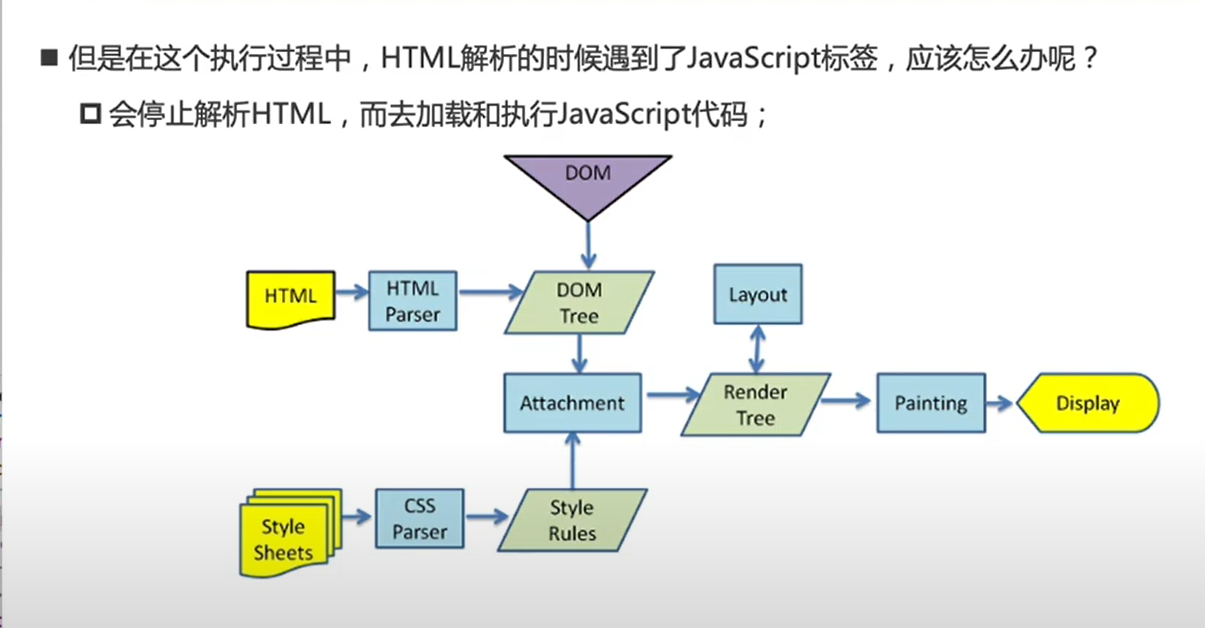 但是在这个执行过程中，HTML解析的时候遇到了JavaScript标签，应该怎么办呢？
会停止解析HTML，而去加载和执行JavaScript代码；
DOM
HTML
HTML
Parser
DOM
Tree
Layout
Attachment
Render
Tree
Painting
Display
Style
Sheets
CSS
Parser
Style
Rules